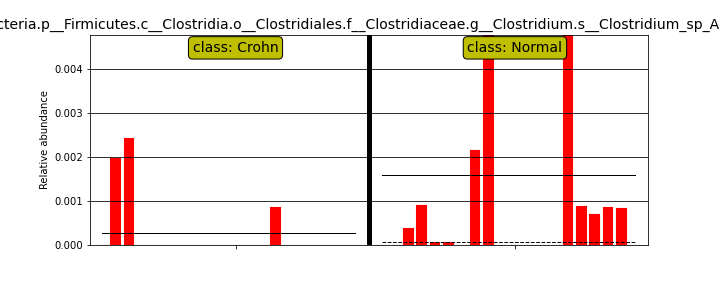 cteria.p__Firmicutes.c__Clostridia.o__Clostridiales.f__Clostridiaceae.g__Clostridium.s__Clostridium_sp_A
class: Crohn
class: Normal
Relative abundance
0.004
0.003
0.002
0.001
0.000